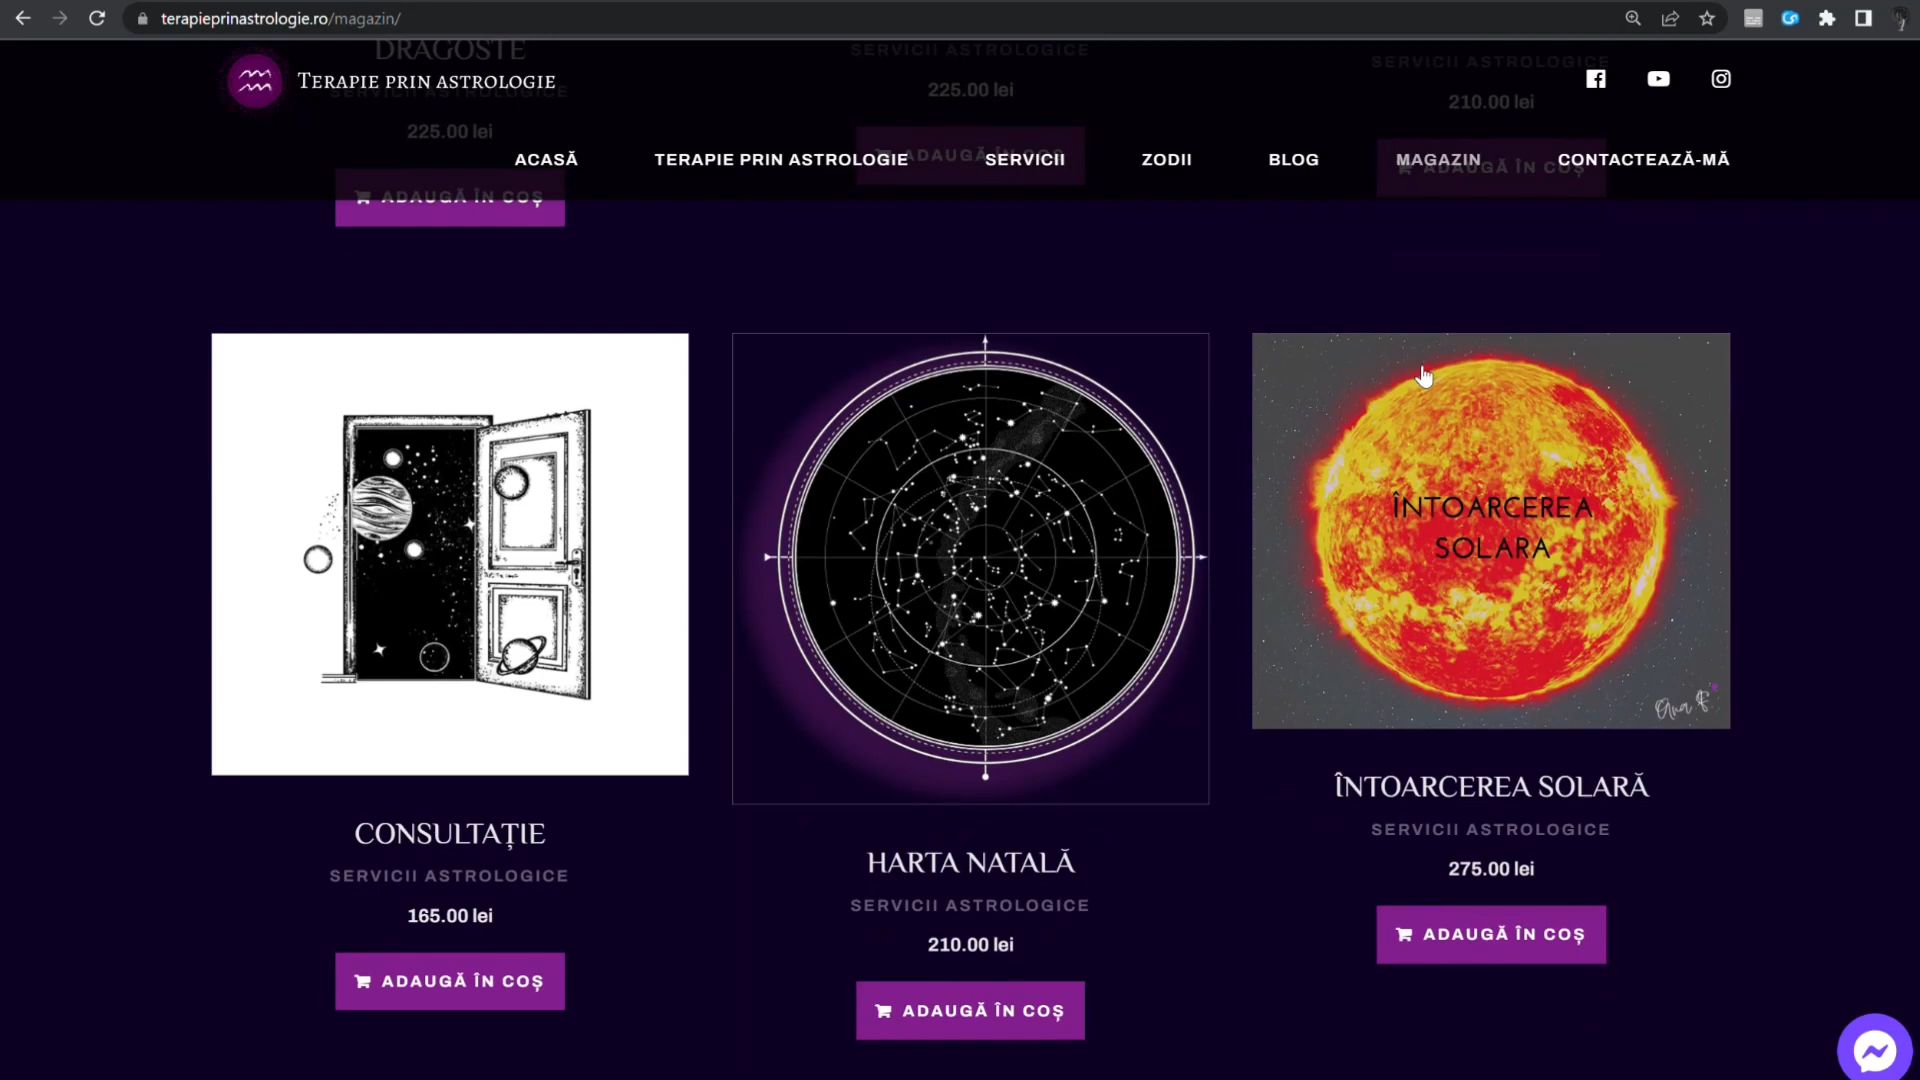 terapieprinastrologie.ro/magazin/
DRAGOSTE
SERVICII ASTROLOGICE
SERVICII ASTROLOGICE
TERAPIE PRIN ASTROLOGIE
SERVICII ASTROLOGICE
225.00 lei
210.00 lei
225.00 lei
ACASĂ
TERAPIE PRIN ASTROLOGIE
SERVICII
ZODII
BLOG
MAGAZIN
CONTACTEAZĂ-MĂ
ADAUGĂ ÎN COȘ
ADAUGĂ ÎN COȘ
ADAUGĂ ÎN COȘ
ÎNTOARCEREA
SOLARA
CONSULTAȚIE
SERVICII ASTROLOGICE
165.00 lei
ADAUGĂ ÎN COȘ
HARTA NATALĂ
SERVICII ASTROLOGICE
210.00 lei
ADAUGĂ ÎN COȘ
ÎNTOARCEREA SOLARĂ
SERVICII ASTROLOGICE
275.00 lei
ADAUGĂ ÎN COȘ